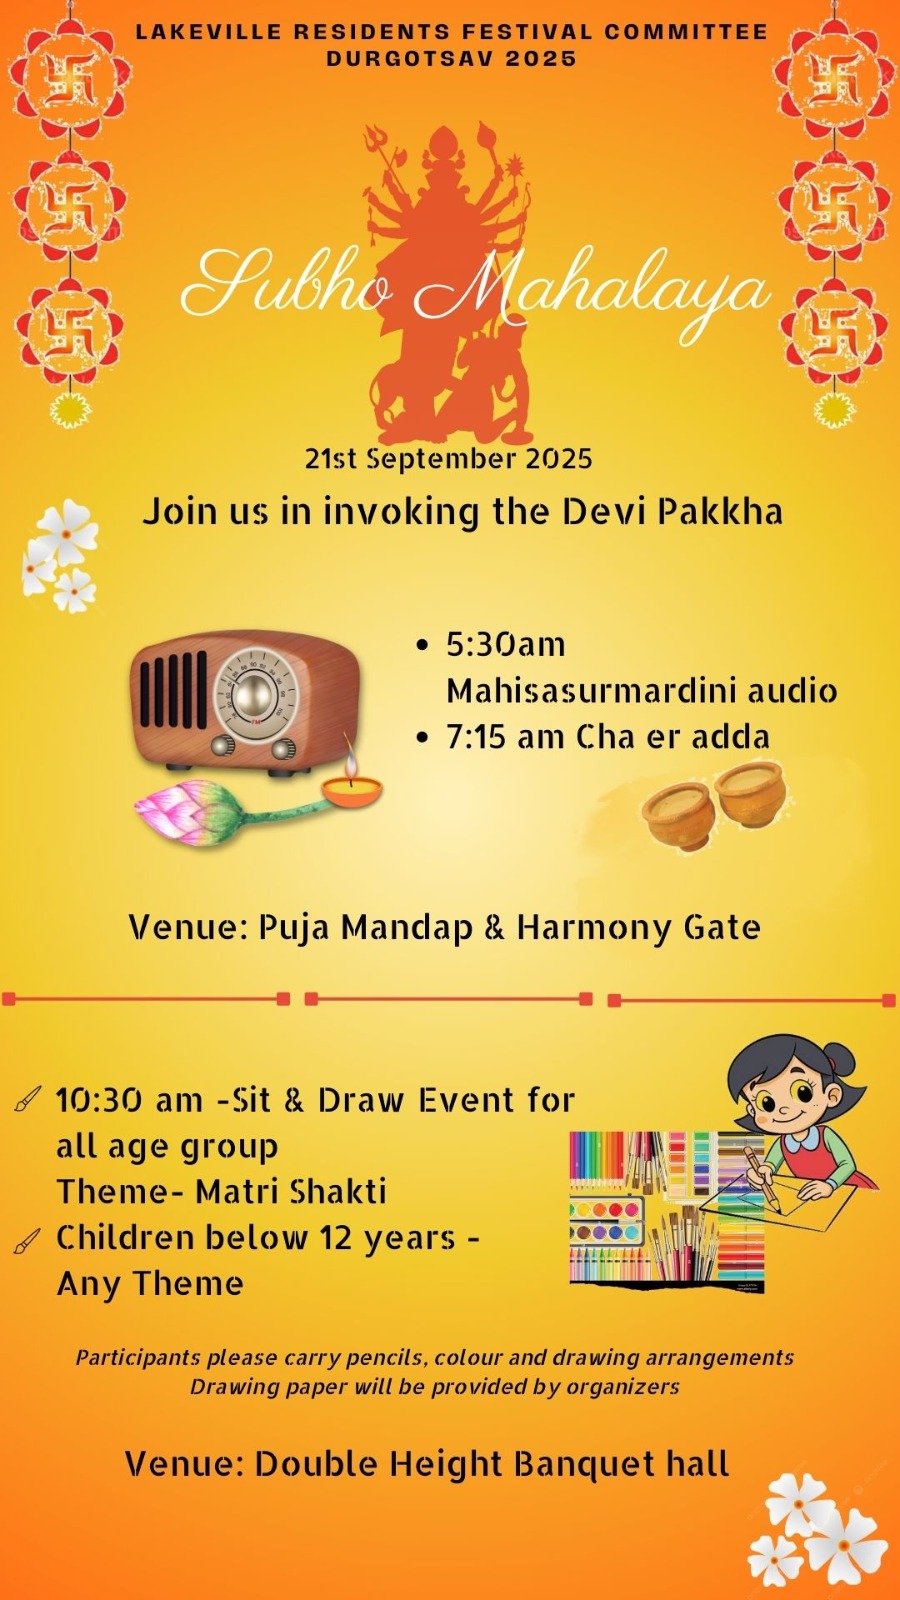 LAKEVILLE RESIDENTS FESTIVAL COMMITTEE
DURGOTSAV 2025
Subho Mahalaya
21st September 2025
Join us in invoking the Devi Pakkha
• 5:30am
Mahisasurmardini audio
• 7:15 am Cha er adda
Venue: Puja Mandap & Harmony Gate
10:30 am -Sit & Draw Event for
all age group
Theme- Matri Shakti
Children below 12 years -
Any Theme
Participants please carry pencils, colour and drawing arrangements
Drawing paper will be provided by organizers
Venue: Double Height Banquet hall